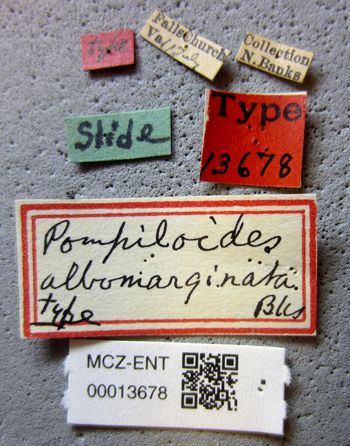 Type
Falls Church
Va
Collection
N. Banks
Slide
Type
13678
Pompiloides
albomarginata
type
Bks
MCZ-ENT
00013678